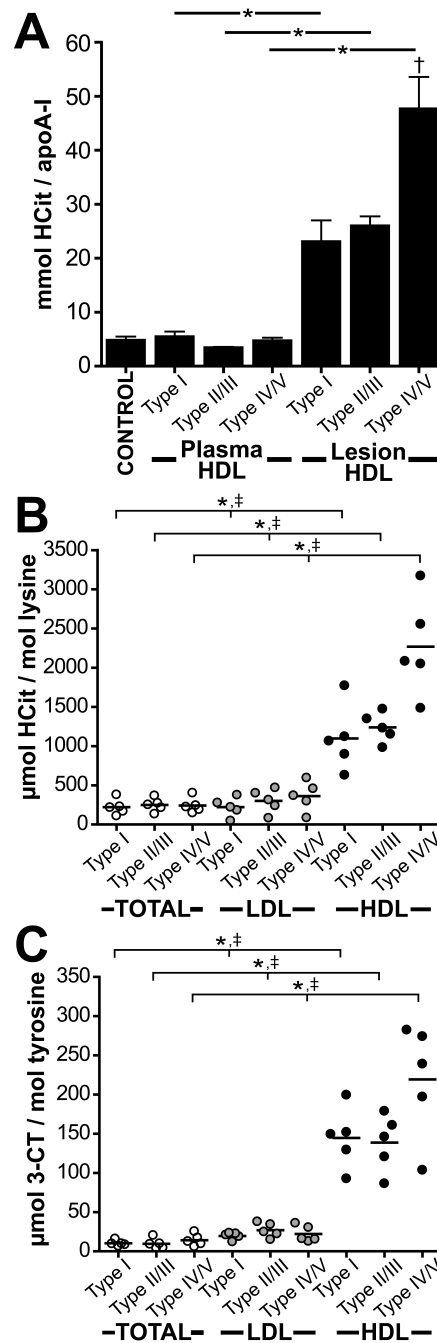 A
*
*
*
†
mmol HCit / apoA-I
60
50
40
30
20
10
0
CONTROL
Type I
Type II/III
Type IV/V
Type I
Type II/III
Type IV/V
Plasma HDL
Lesion HDL
B
*,‡
*,‡
*,‡
µmol HCit / mol lysine
3500
3000
2500
2000
1500
1000
500
0
Type I
Type II/III
Type IV/V
Type I
Type II/III
Type IV/V
Type I
Type II/III
Type IV/V
TOTAL
LDL
HDL
C
*,‡
*,‡
*,‡
µmol 3-CT / mol tyrosine
350
300
250
200
150
100
50
0
Type I
Type II/III
Type IV/V
Type I
Type II/III
Type IV/V
Type I
Type II/III
Type IV/V
TOTAL
LDL
HDL